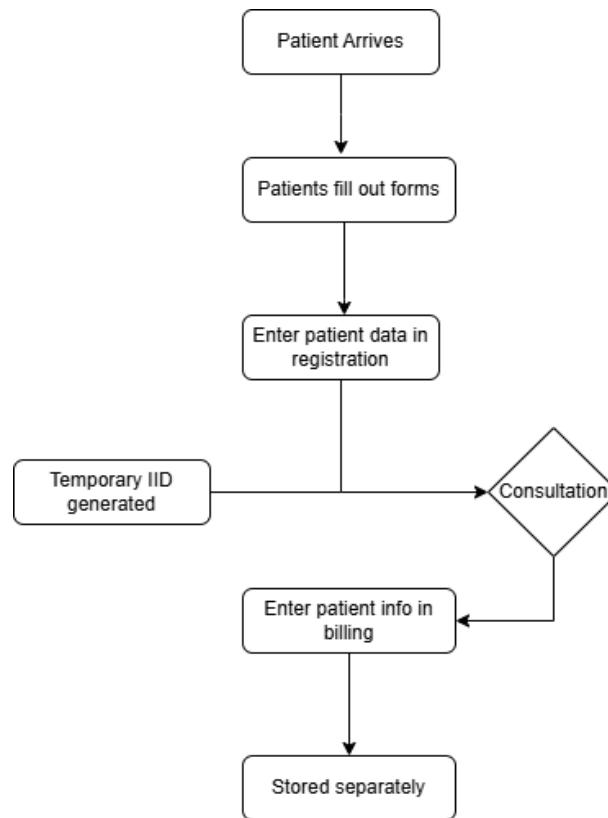 Patient Arrives
Patients fill out forms
Enter patient data in
registration
Temporary IID
generated
Consultation
Enter patient info in
billing
Stored separately